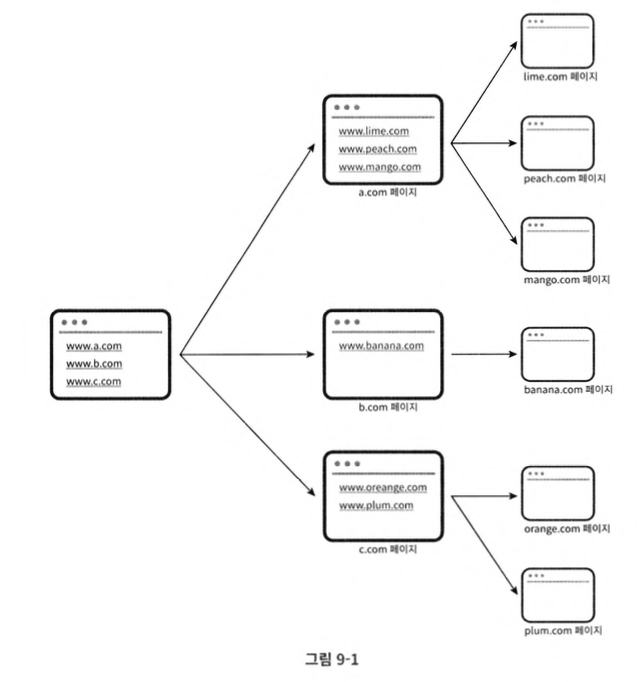 www.a.com
www.b.com
www.c.com
www.lime.com
www.peach.com
www.mango.com
a.com 페이지
www.banana.com
b.com 페이지
www.oreange.com
www.plum.com
c.com 페이지
lime.com 페이지
peach.com 페이지
mango.com 페이지
banana.com 페이지
orange.com 페이지
plum.com 페이지
그림 9-1